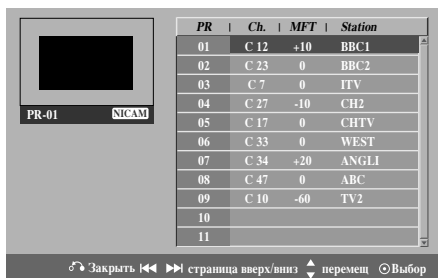 PR | Ch. | MFT | Station
01 C 12 +10 BBC1
02 C 23 0 BBC2
03 C 7 0 ITV
04 C 27 -10 CH2
05 C 17 0 CHTV
06 C 33 0 WEST
07 C 34 +20 ANGLI
08 C 47 0 ABC
09 C 10 -60 TV2
10
11
PR-01 NICAM
Закрыть страница вверх/вниз перемещ Выбор